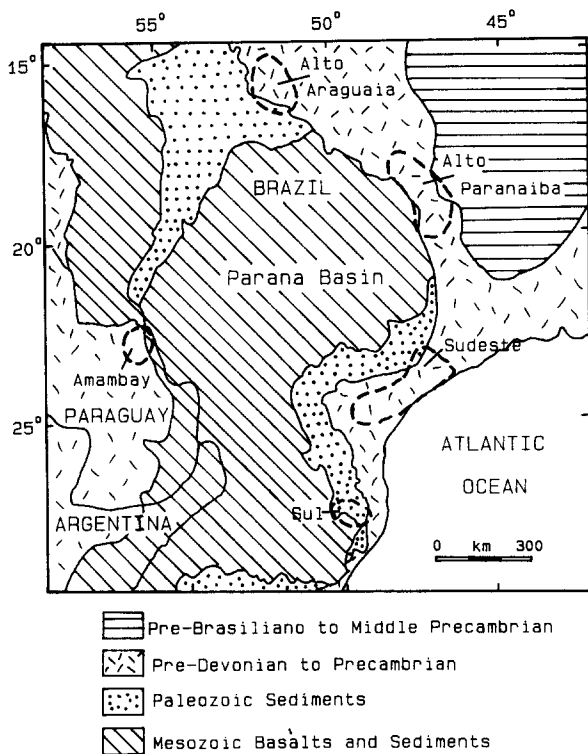 55° 50° 45°
15°
Alto
Araguaia
Alto
Paranaiba
BRAZIL
20°
Parana Basin
Sudeste
Amambay
PARAGUAY
25°
ATLANTIC
OCEAN
Sul
ARGENTINA
0 km 300
Pre-Brasiliano to Middle Precambrian
Pre-Devonian to Precambrian
Paleozoic Sediments
Mesozoic Basalts and Sediments